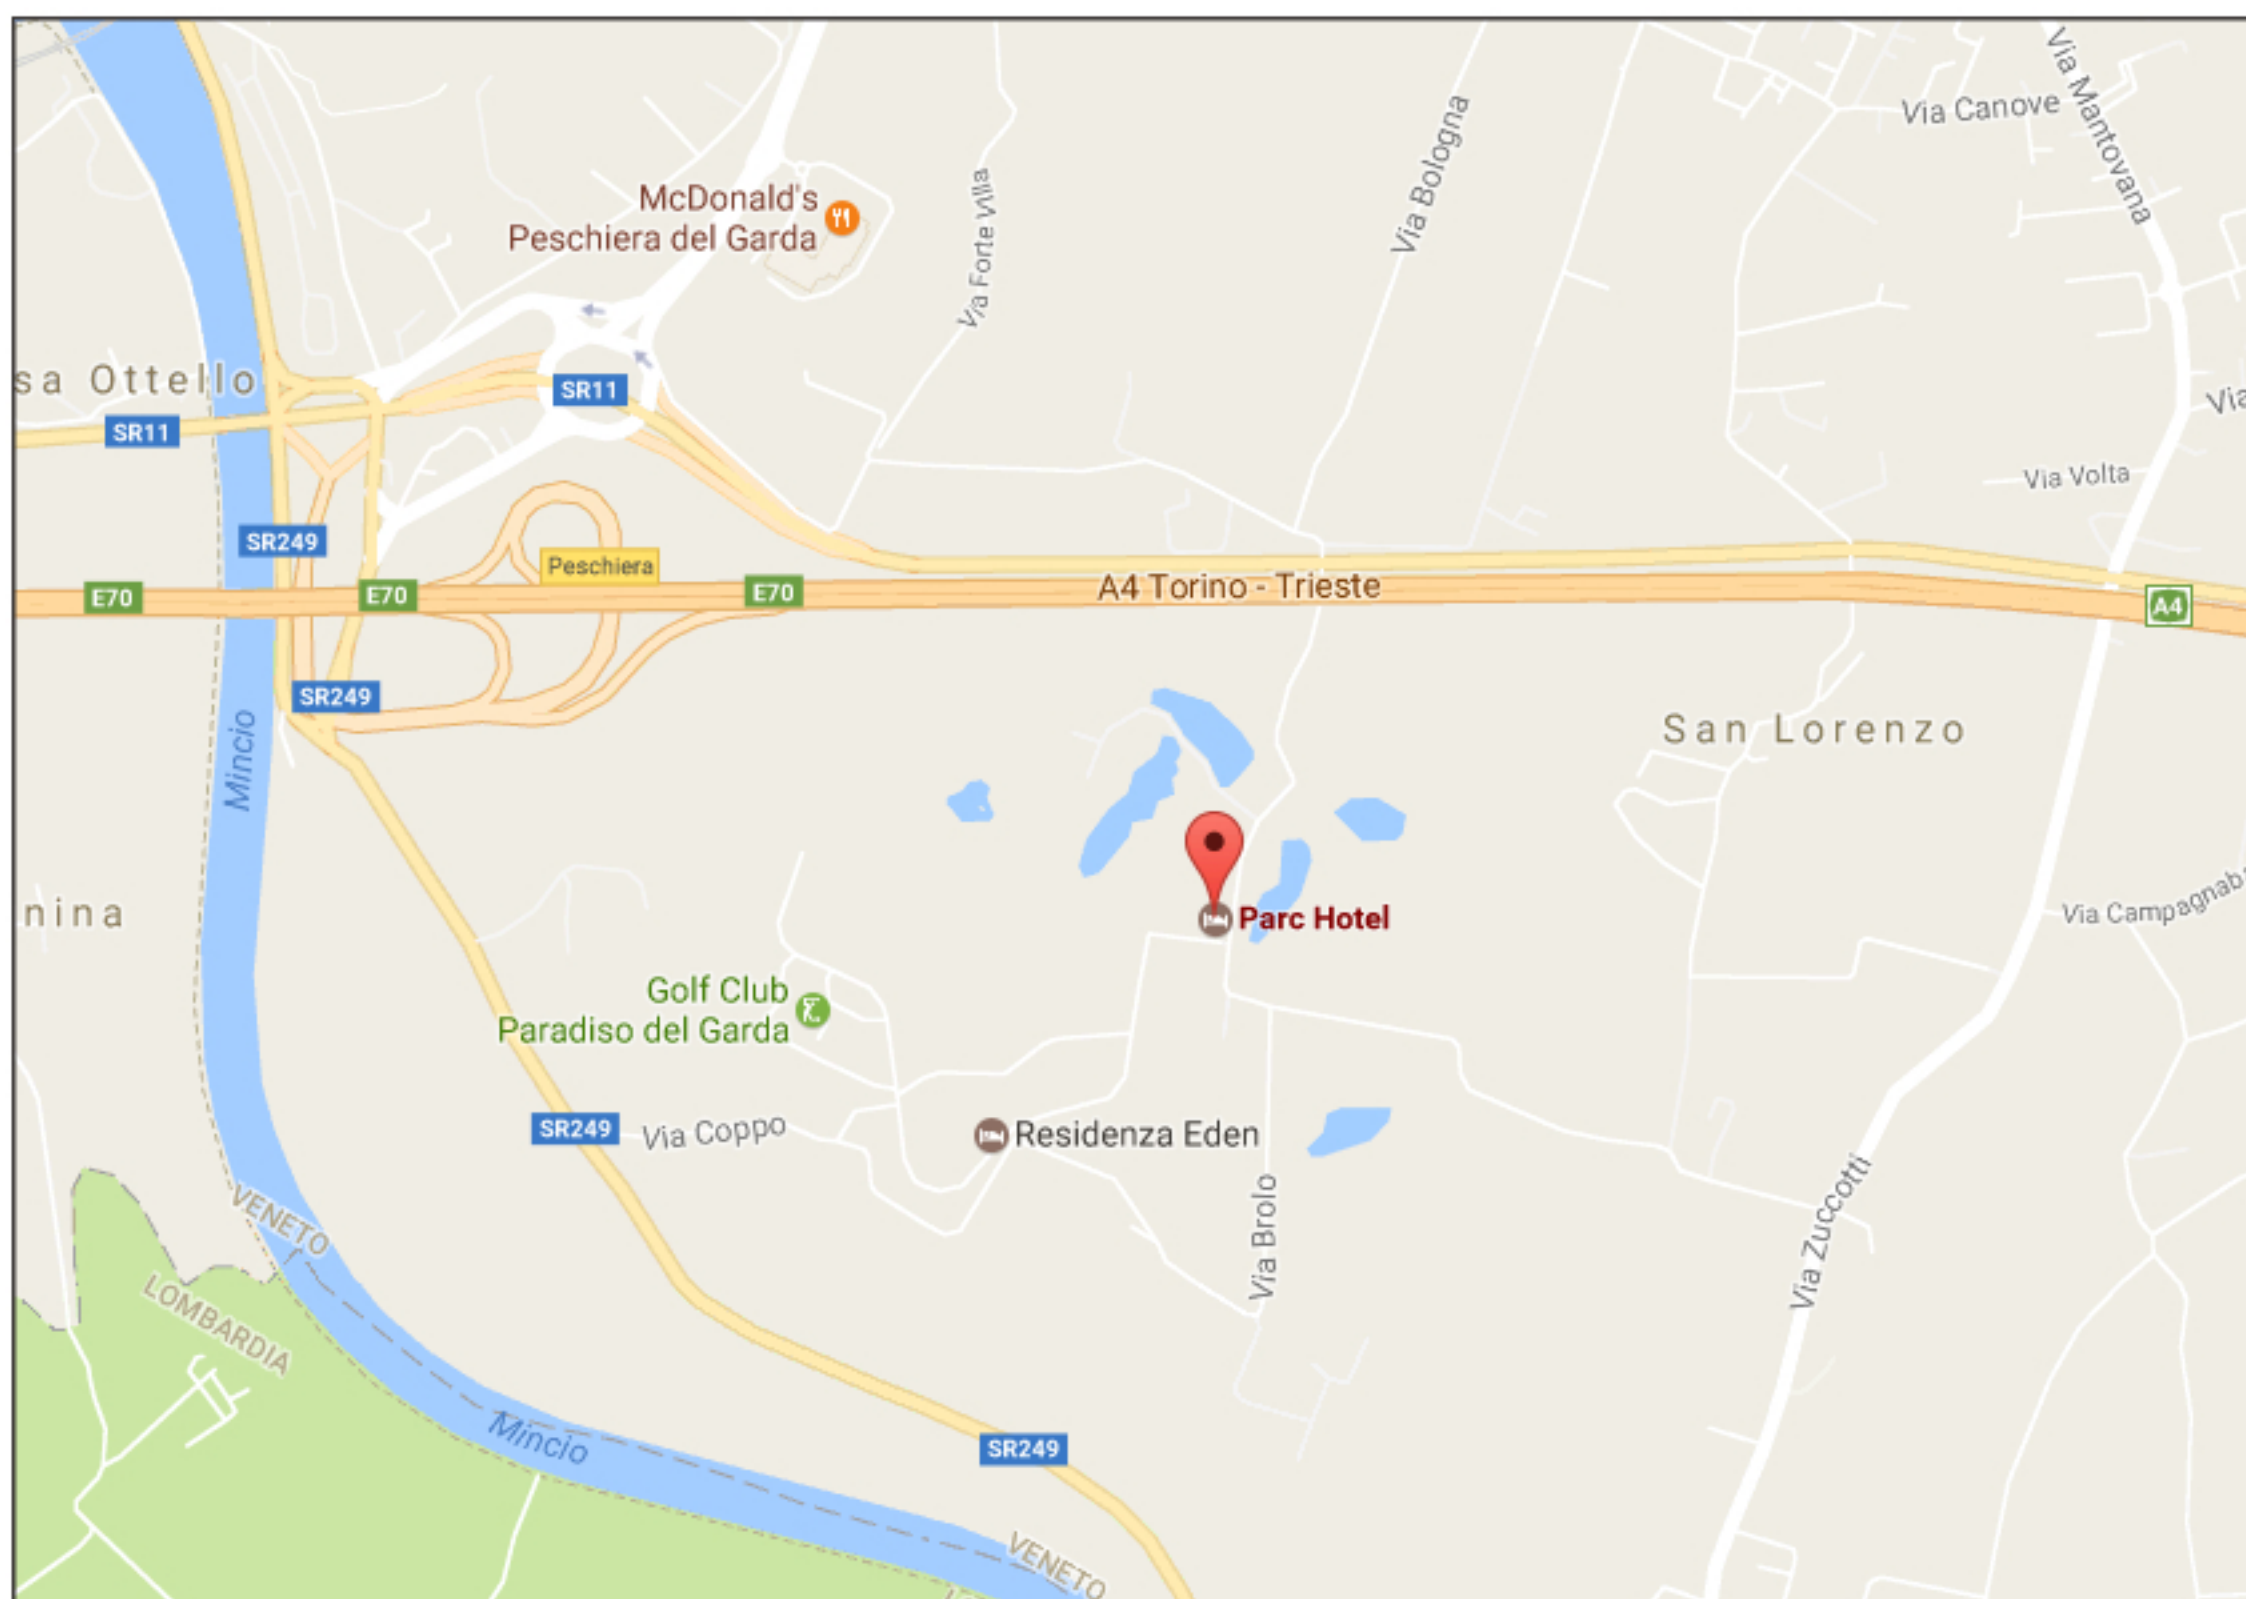 Via Mantovana
Via Canove
McDonald's
Peschiera del Garda
Via Forte Villa
Via Bologna
sa Ottello
SR11
SR11
Via
Via Volta
SR249
Peschiera
E70
E70
E70
A4 Torino - Trieste
A4
SR249
Mincio
San Lorenzo
nina
Parc Hotel
Via Campagnab
Golf Club
Paradiso del Garda
SR249
Via Coppo
Residenza Eden
Via Brolo
Via Zuccotti
VENETO
LOMBARDIA
Mincio
SR249
VENETO